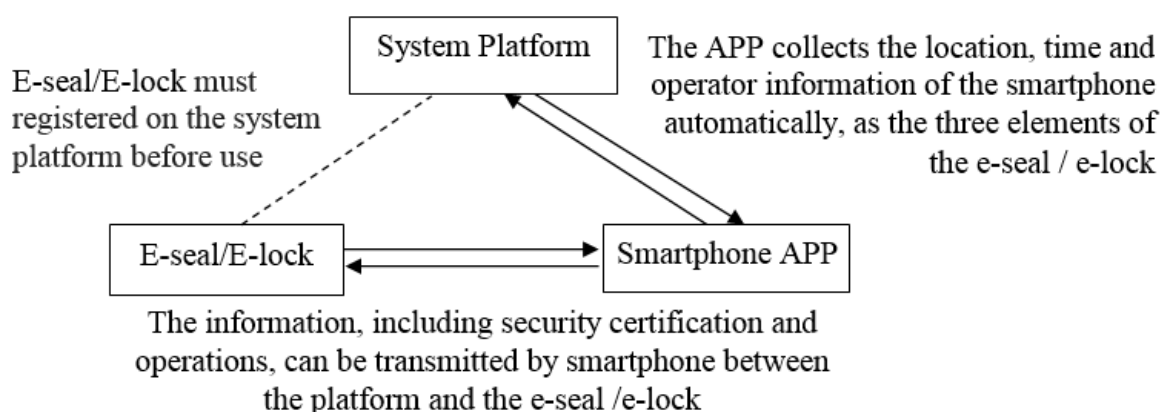 System Platform
The APP collects the location, time and
operator information of the smartphone
automatically, as the three elements of
the e-seal / e-lock
E-seal/E-lock must
registered on the system
platform before use
E-seal/E-lock
Smartphone APP
The information, including security certification and
operations, can be transmitted by smartphone between
the platform and the e-seal /e-lock